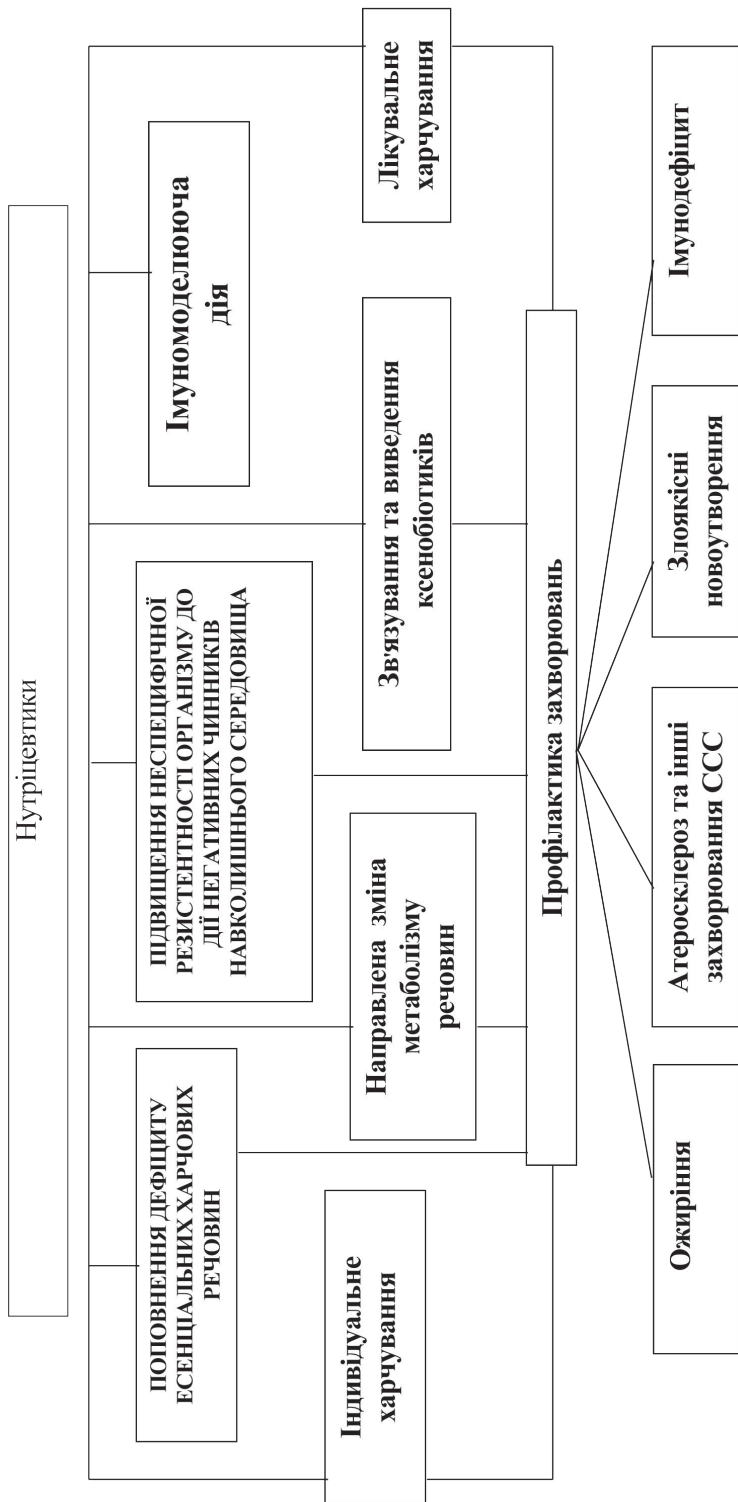 Нутріцевтики
ПОПОВНЕННЯ ДЕФІЦИТУ
ЕСЕНЦІАЛЬНИХ ХАРЧОВИХ
РЕЧОВИН
ПІДВИЩЕННЯ НЕСПЕЦИФІЧНОЇ
РЕЗИСТЕНТНОСТІ ОРГАНІЗМУ ДО
ДІЇ НЕГАТИВНИХ ЧИННИКІВ
НАВКОЛИШНЬОГО СЕРЕДОВИЩА
Імуномоделююча
дія
Індивідуальне
харчування
Направлена зміна
метаболізму
речовин
Зв'язування та виведення
ксенобіотиків
Лікувальне
харчування
Профілактика захворювань
Ожиріння
Атеросклероз та інші
захворювання ССС
Злоякісні
новоутворення
Імунодефіцит